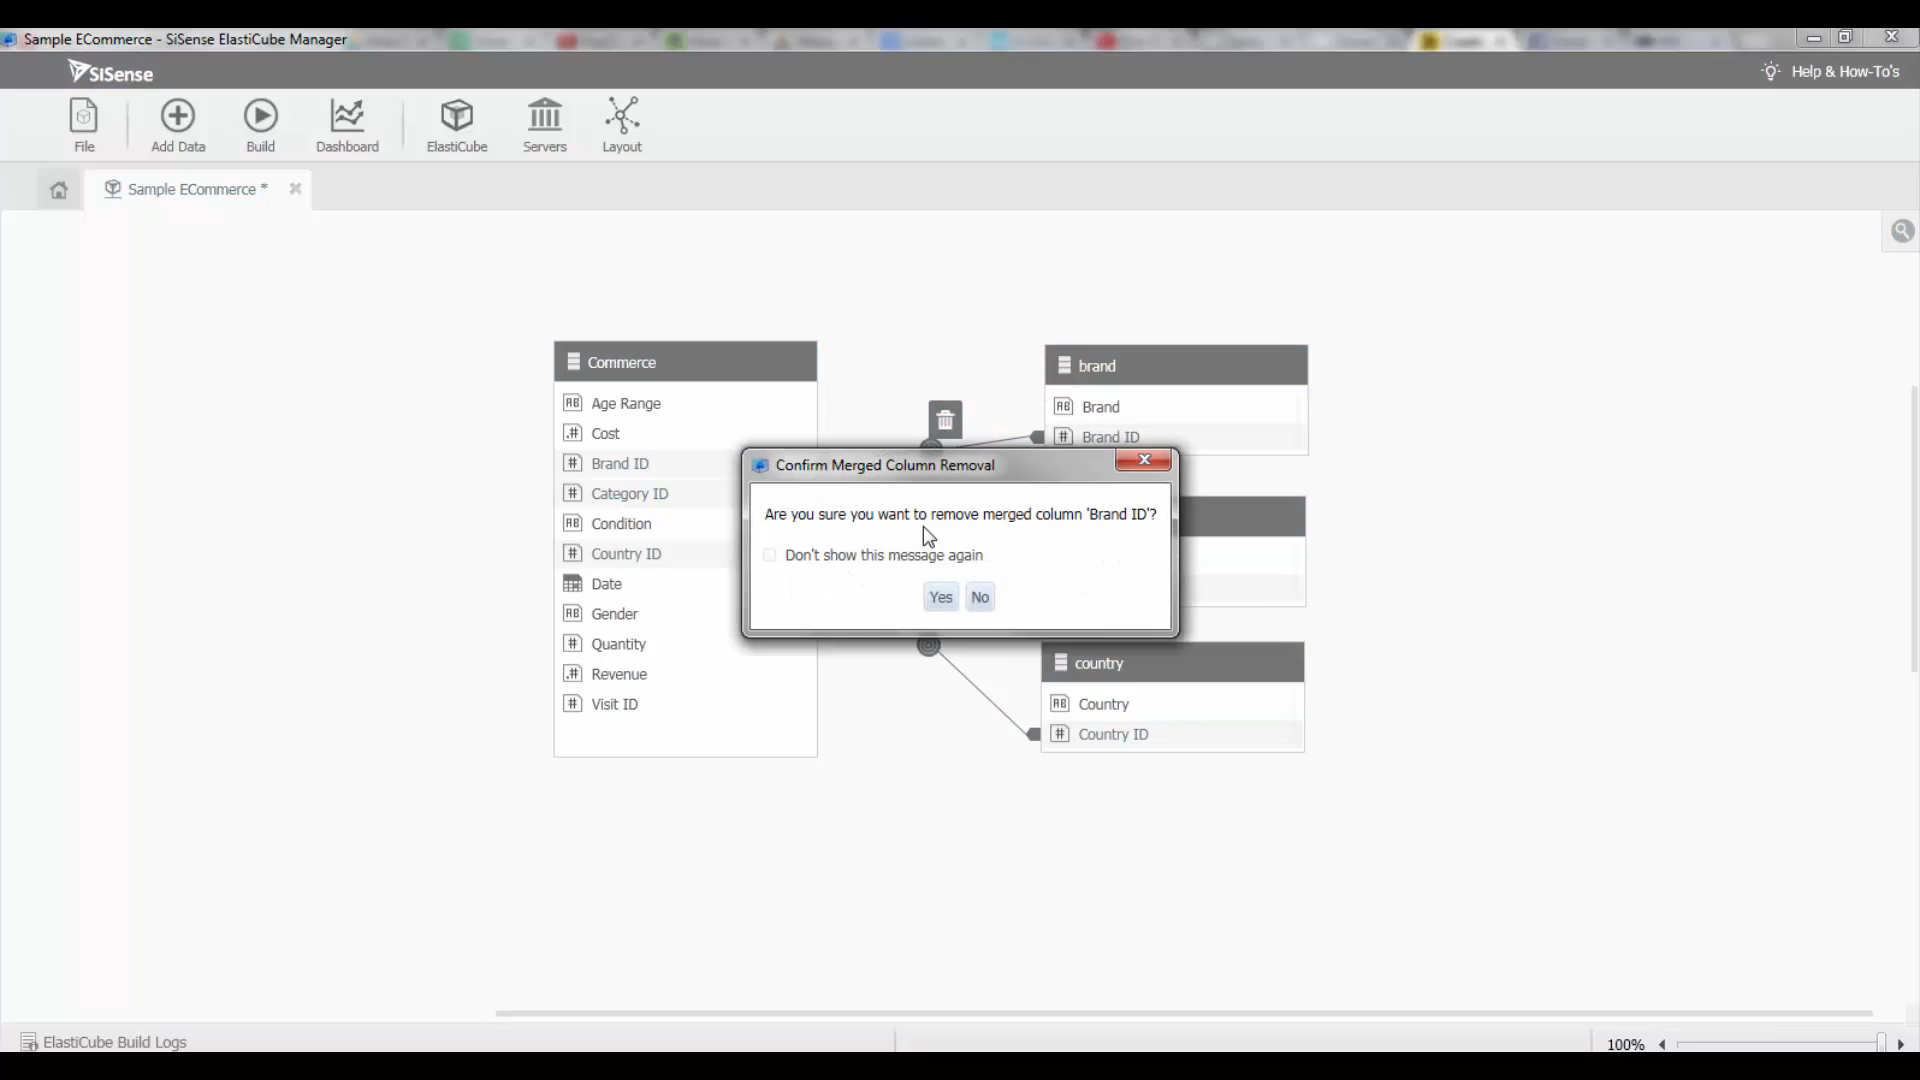 Sample ECommerce - SiSense ElastiCube Manager
SiSense
Help & How-To's
File
Add Data
Build
Dashboard
ElastiCube
Servers
Layout
Sample ECommerce *
Commerce
Age Range
Cost
Brand ID
Category ID
Condition
Country ID
Date
Gender
Quantity
Revenue
Visit ID
brand
Brand
Brand ID
Confirm Merged Column Removal
Are you sure you want to remove merged column 'Brand ID'?
Don't show this message again
Yes No
country
Country
Country ID
ElastiCube Build Logs
100%